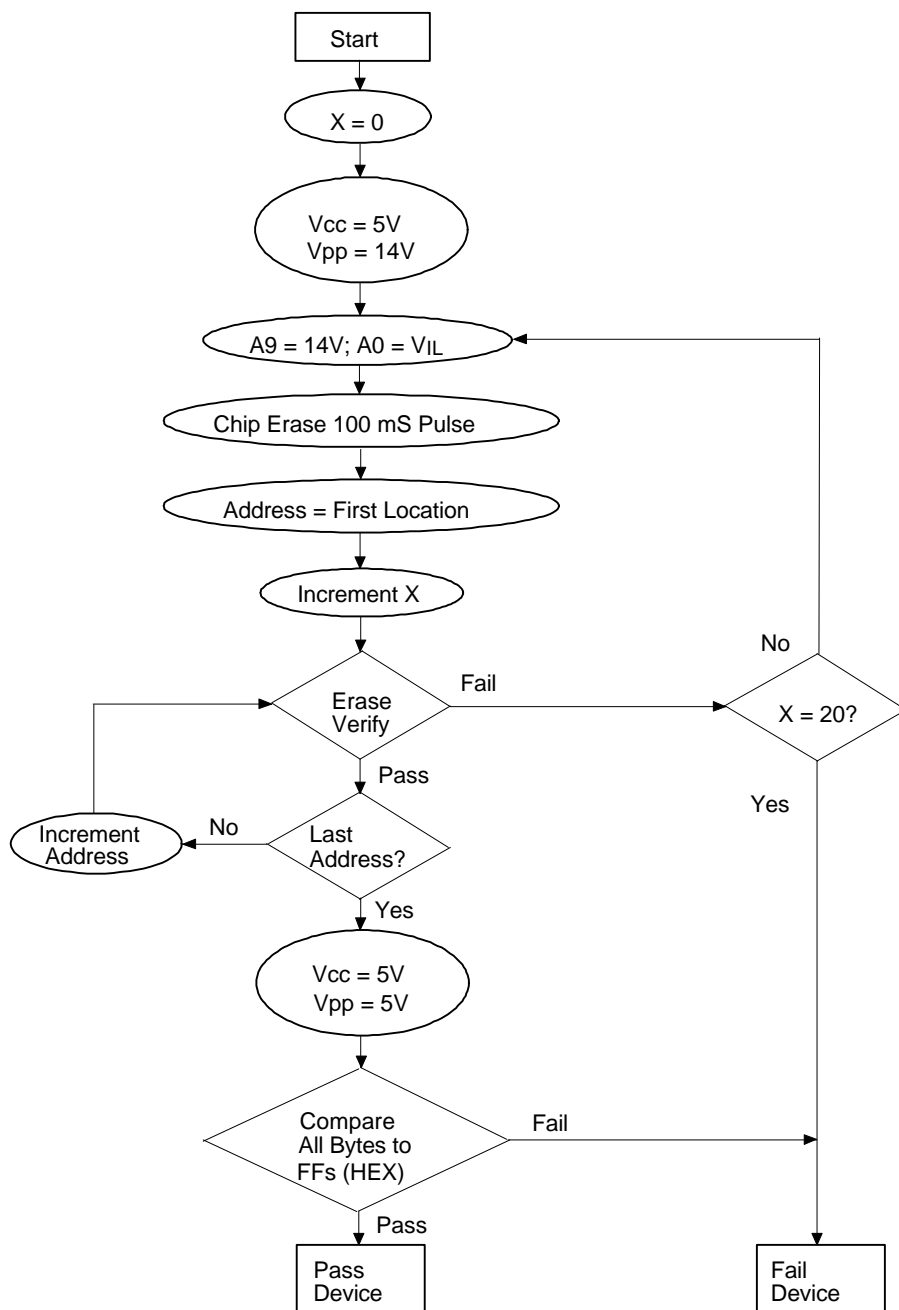 Start
X = 0
Vcc = 5V
Vpp = 14V
A9 = 14V; A0 = VIL
Chip Erase 100 mS Pulse
Address = First Location
Increment X
No
Erase
Verify
Fail
X = 20?
Pass
Yes
Increment
Address
No
Last
Address?
Yes
Vcc = 5V
Vpp = 5V
Compare
All Bytes to
FFs (HEX)
Fail
Pass
Pass
Device
Fail
Device